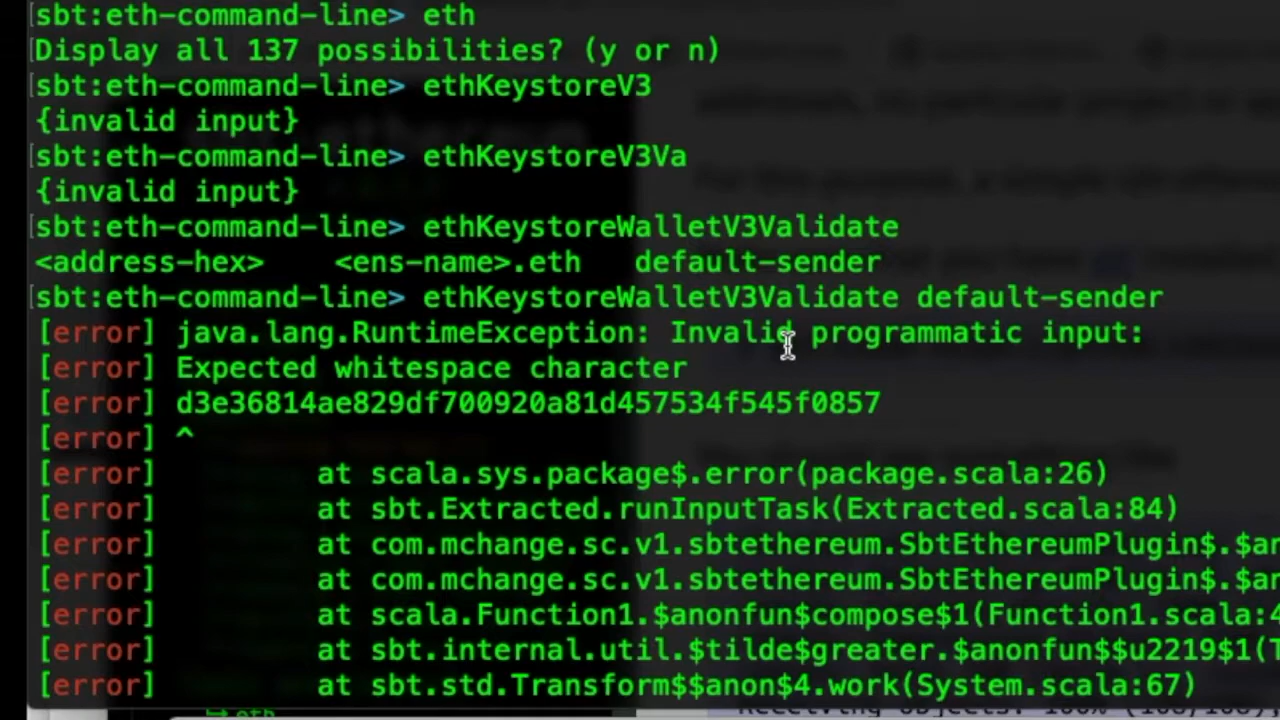 [sbt:eth-command-line> eth
[Display all 137 possibilities? (y or n)
[sbt:eth-command-line> ethKeystoreV3
{invalid input}
[sbt:eth-command-line> ethKeystoreV3Va
{invalid input}
[sbt:eth-command-line> ethKeystoreWalletV3Validate
<address-hex>    <ens-name>.eth   default-sender
[sbt:eth-command-line> ethKeystoreWalletV3Validate default-sender
[error] java.lang.RuntimeException: Invalid programmatic input:
[error] Expected whitespace character
[error] d3e36814ae829df700920a81d457534f545f0857
[error] ^
[error]         at scala.sys.package$.error(package.scala:26)
[error]         at sbt.Extracted.runInputTask(Extracted.scala:84)
[error]         at com.mchange.sc.v1.sbtethereum.SbtEthereumPlugin$.$an
[error]         at com.mchange.sc.v1.sbtethereum.SbtEthereumPlugin$.$an
[error]         at scala.Function1.$anonfun$compose$1(Function1.scala:4
[error]         at sbt.internal.util.$tilde$greater.$anonfun$$u2219$1(T
[error]         at sbt.std.Transform$$anon$4.work(System.scala:67)